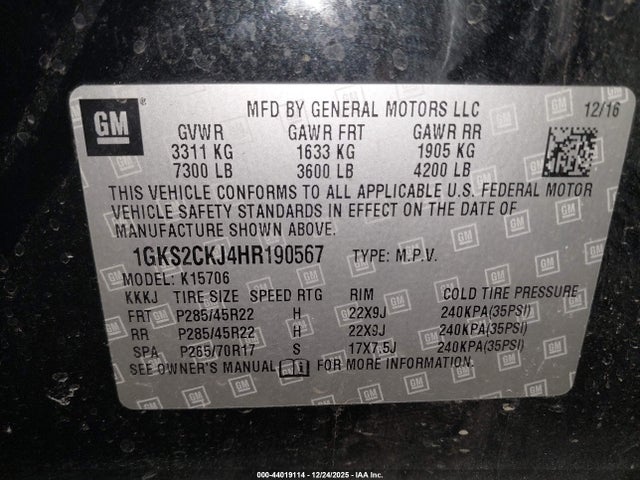 GM ®
MFD BY GENERAL MOTORS LLC 12/16
GVWR GAWR FRT GAWR RR
3311 KG 1633 KG 1905 KG
7300 LB 3600 LB 4200 LB
THIS VEHICLE CONFORMS TO ALL APPLICABLE U.S. FEDERAL MOTOR
VEHICLE SAFETY STANDARDS IN EFFECT ON THE DATE OF
MANUFACTURE SHOWN ABOVE.
1GKS2CKJ4HR190567 TYPE: M.P.V.
MODEL: K15706
KKKJ TIRE SIZE SPEED RTG RIM COLD TIRE PRESSURE
FRT P285/45R22 H 22X9J 240KPA(35PSI)
RR P285/45R22 H 22X9J 240KPA(35PSI)
SPA P265/70R17 S 17X7.5J 240KPA(35PSI)
SEE OWNER'S MANUAL FOR MORE INFORMATION.
000-44019114 - 12/24/2025 - IAA Inc.